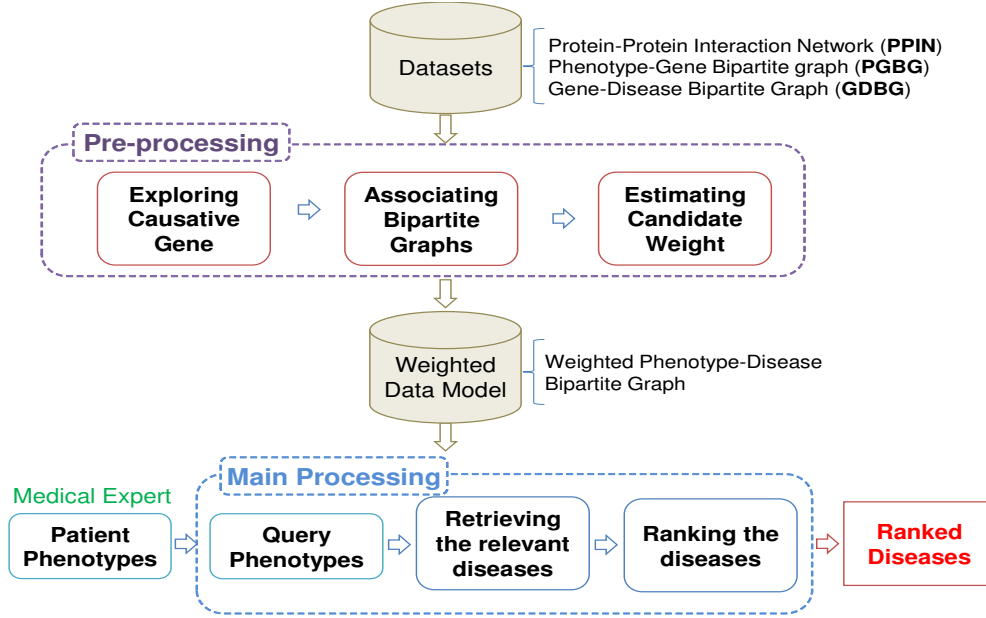 Datasets
Protein-Protein Interaction Network (PPIN)
Phenotype-Gene Bipartite graph (PGBG)
Gene-Disease Bipartite Graph (GDBG)
Pre-processing
Exploring
Causative
Gene
Associating
Bipartite
Graphs
Estimating
Candidate
Weight
Weighted
Data Model
Weighted Phenotype-Disease
Bipartite Graph
Main Processing
Medical Expert
Patient
Phenotypes
Query
Phenotypes
Retrieving
the relevant
diseases
Ranking the
diseases
Ranked
Diseases